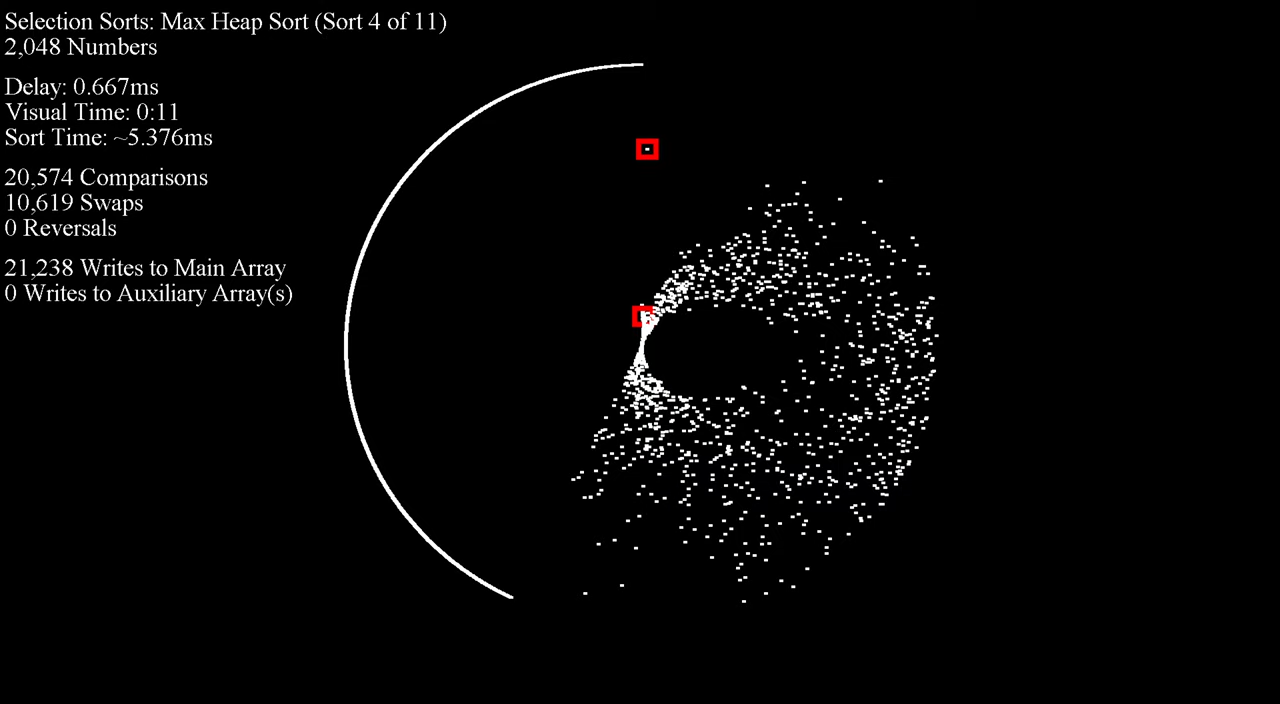 Selection Sorts: Max Heap Sort (Sort 4 of 11)
2,048 Numbers
Delay: 0.667ms
Visual Time: 0:11
Sort Time: ~5.376ms
20,574 Comparisons
10,619 Swaps
0 Reversals
21,238 Writes to Main Array
0 Writes to Auxiliary Array(s)